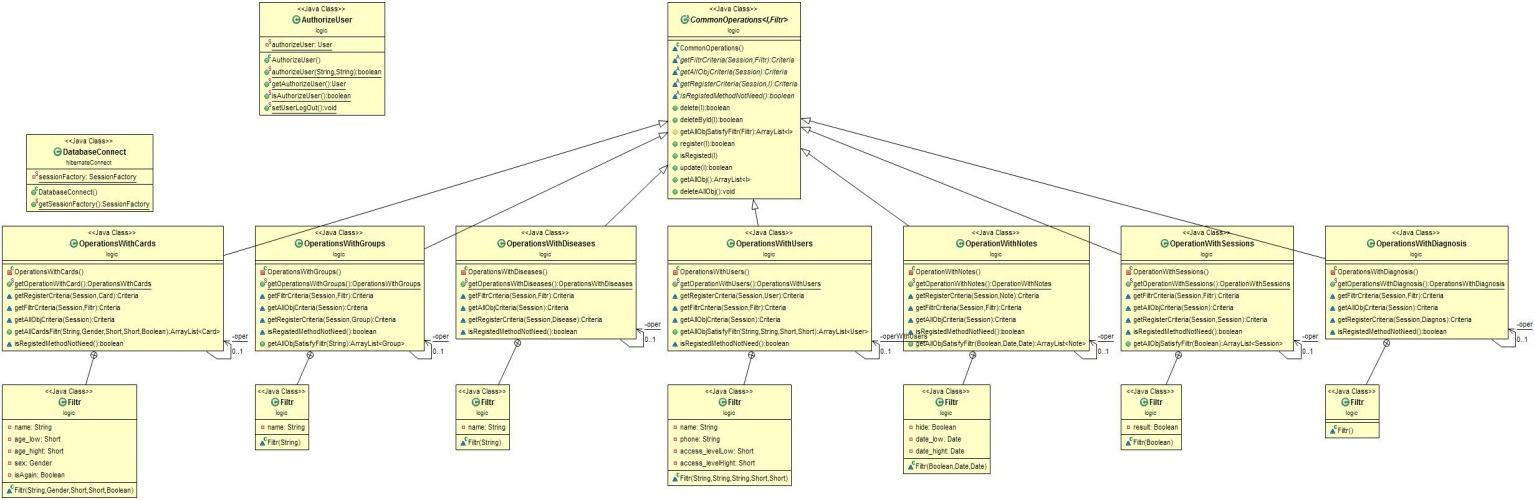 <<Java Class>>
AuthorizeUser
logic
authorizeUser: User
AuthorizeUser()
authorizeUser(String,String):boolean
getAuthorizeUser():User
isAuthorizeUser():boolean
setUserLogOut():void
<<Java Class>>
CommonOperations<I,Filtr>
logic
CommonOperations()
getFiltrCriteria(Session,Filtr):Criteria
getAllObjCriteria(Session):Criteria
getRegisterCriteria(Session,I):Criteria
isRegistedMethodNotNeed():boolean
delete(I):boolean
deleteById(I):boolean
getAllObjSatisfyFiltr(Filtr):ArrayList<I>
register(I):boolean
isRegisted(I)
update(I):boolean
getAllObj():ArrayList<I>
deleteAllObj():void
<<Java Class>>
DatabaseConnect
hibernateConnect
sessionFactory: SessionFactory
DatabaseConnect()
getSessionFactory():SessionFactory
<<Java Class>>
OperationsWithCards
logic
OperationsWithCards()
getOperationWithCard():OperationsWithCards
getRegisterCriteria(Session,Card):Criteria
getFiltrCriteria(Session,Filtr):Criteria
getAllObjCriteria(Session):Criteria
getAllCardsFiltr(String,Gender,Short,Short,Boolean):ArrayList<Card>
isRegistedMethodNotNeed():boolean
-oper
0..1
<<Java Class>>
OperationsWithGroups
logic
OperationsWithGroups()
getOperationsWithGroups():OperationsWithGroups
getFiltrCriteria(Session,Filtr):Criteria
getAllObjCriteria(Session):Criteria
getRegisterCriteria(Session,Group):Criteria
isRegistedMethodNotNeed():boolean
getAllObjSatisfyFiltr(String):ArrayList<Group>
-oper
0..1
<<Java Class>>
OperationsWithDiseases
logic
OperationsWithDiseases()
getOperationsWithDiseases():OperationsWithDiseases
getFiltrCriteria(Session,Filtr):Criteria
getAllObjCriteria(Session):Criteria
getRegisterCriteria(Session,Disease):Criteria
isRegistedMethodNotNeed():boolean
-oper
0..1
<<Java Class>>
OperationsWithUsers
logic
OperationsWithUsers()
getOperationWithUsers():OperationsWithUsers
getRegisterCriteria(Session,User):Criteria
getFiltrCriteria(Session,Filtr):Criteria
getAllObjCriteria(Session):Criteria
getAllObjSatisfyFiltr(String,String,Short,Short):ArrayList<User>
isRegistedMethodNotNeed():boolean
-operWithUsers
0..1
<<Java Class>>
OperationWithNotes
logic
OperationWithNotes()
getOperationWithNotes():OperationWithNotes
getRegisterCriteria(Session,Note):Criteria
getFiltrCriteria(Session,Filtr):Criteria
getAllObjCriteria(Session):Criteria
isRegistedMethodNotNeed():boolean
getAllObjSatisfyFiltr(Boolean,Date,Date):ArrayList<Note>
-oper
0..1
<<Java Class>>
OperationWithSessions
logic
OperationWithSessions()
getOperationWithSessions():OperationWithSessions
getFiltrCriteria(Session,Filtr):Criteria
getAllObjCriteria(Session):Criteria
getRegisterCriteria(Session,Session):Criteria
isRegistedMethodNotNeed():boolean
getAllObjSatisfyFiltr(Boolean):ArrayList<Session>
-oper
0..1
<<Java Class>>
OperationsWithDiagnosis
logic
OperationsWithDiagnosis()
getOperationsWithDiagnosis():OperationsWithDiagnosis
getFiltrCriteria(Session,Filtr):Criteria
getAllObjCriteria(Session):Criteria
getRegisterCriteria(Session,Diagnos):Criteria
isRegistedMethodNotNeed():boolean
-oper
0..1
<<Java Class>>
Filtr
logic
name: String
age_low: Short
age_hight: Short
sex: Gender
isAgain: Boolean
Filtr(String,Gender,Short,Short,Boolean)
<<Java Class>>
Filtr
logic
name: String
Filtr(String)
<<Java Class>>
Filtr
logic
name: String
Filtr(String)
<<Java Class>>
Filtr
logic
name: String
phone: String
access_levelLow: Short
access_levelHight: Short
Filtr(String,String,String,Short,Short)
<<Java Class>>
Filtr
logic
hide: Boolean
date_low: Date
date_hight: Date
Filtr(Boolean,Date,Date)
<<Java Class>>
Filtr
logic
result: Boolean
Filtr(Boolean)
<<Java Class>>
Filtr
logic
Filtr()